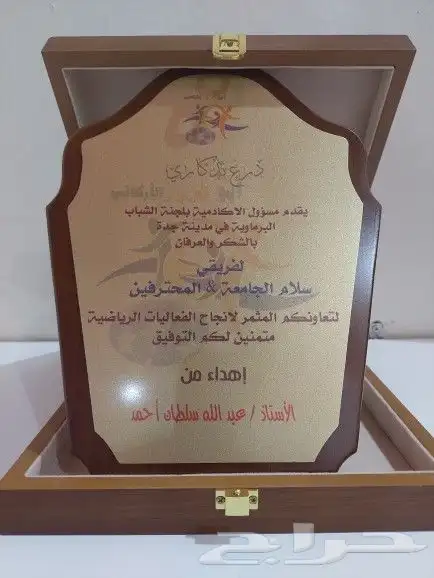 درع تذكاري
يقدم مسؤول الاكادمية بلجنة الشباب
البرماوية في مدينة جدة
بالشكر والعرفان
لفريقي
سلام الجامعة & المحترفين
لتعاونكم المثمر لانجاح الفعاليات الرياضية
متمنين لكم التوفيق
إهداء من
الأستاذ / عبد الله سلطان أحمد
حراج